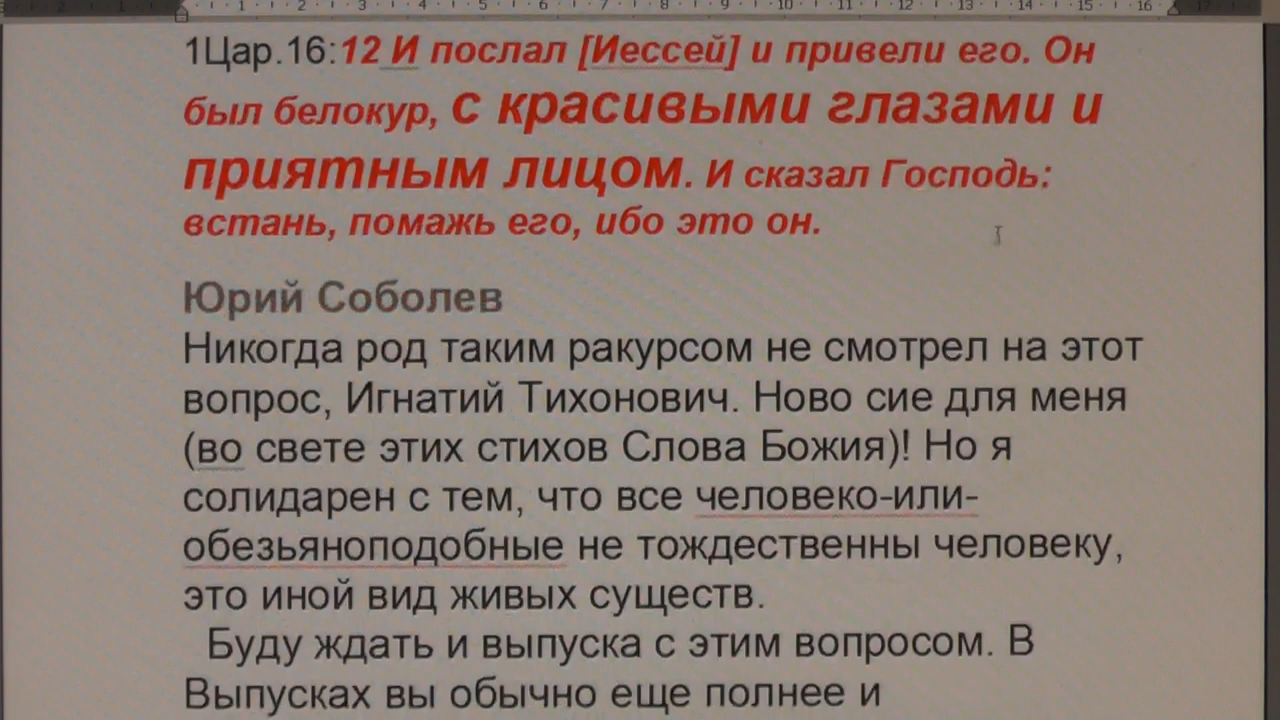 1Цар.16:12 И послал [Иессей] и привели его. Он
был белокур, с красивыми глазами и
приятным лицом. И сказал Господь:
встань, помажь его, ибо это он.
Юрий Соболев
Никогда род таким ракурсом не смотрел на этот
вопрос, Игнатий Тихонович. Ново сие для меня
(во свете этих стихов Слова Божия)! Но я
солидарен с тем, что все человеко-или-
обезьяноподобные не тождественны человеку,
это иной вид живых существ.
Буду ждать и выпуска с этим вопросом. В
Выпусках вы обычно еще полнее и